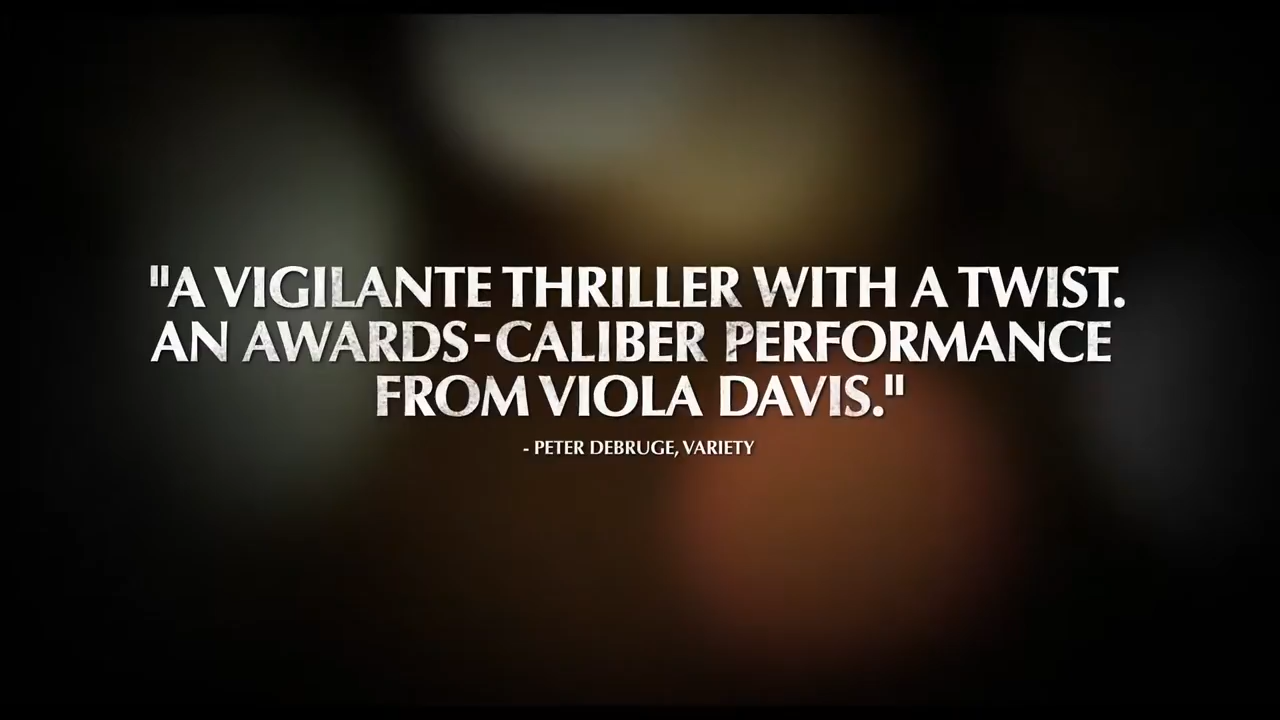 "A VIGILANTE THRILLER WITH A TWIST.
AN AWARDS-CALIBER PERFORMANCE
FROM VIOLA DAVIS."
- PETER DEBRUGE, VARIETY